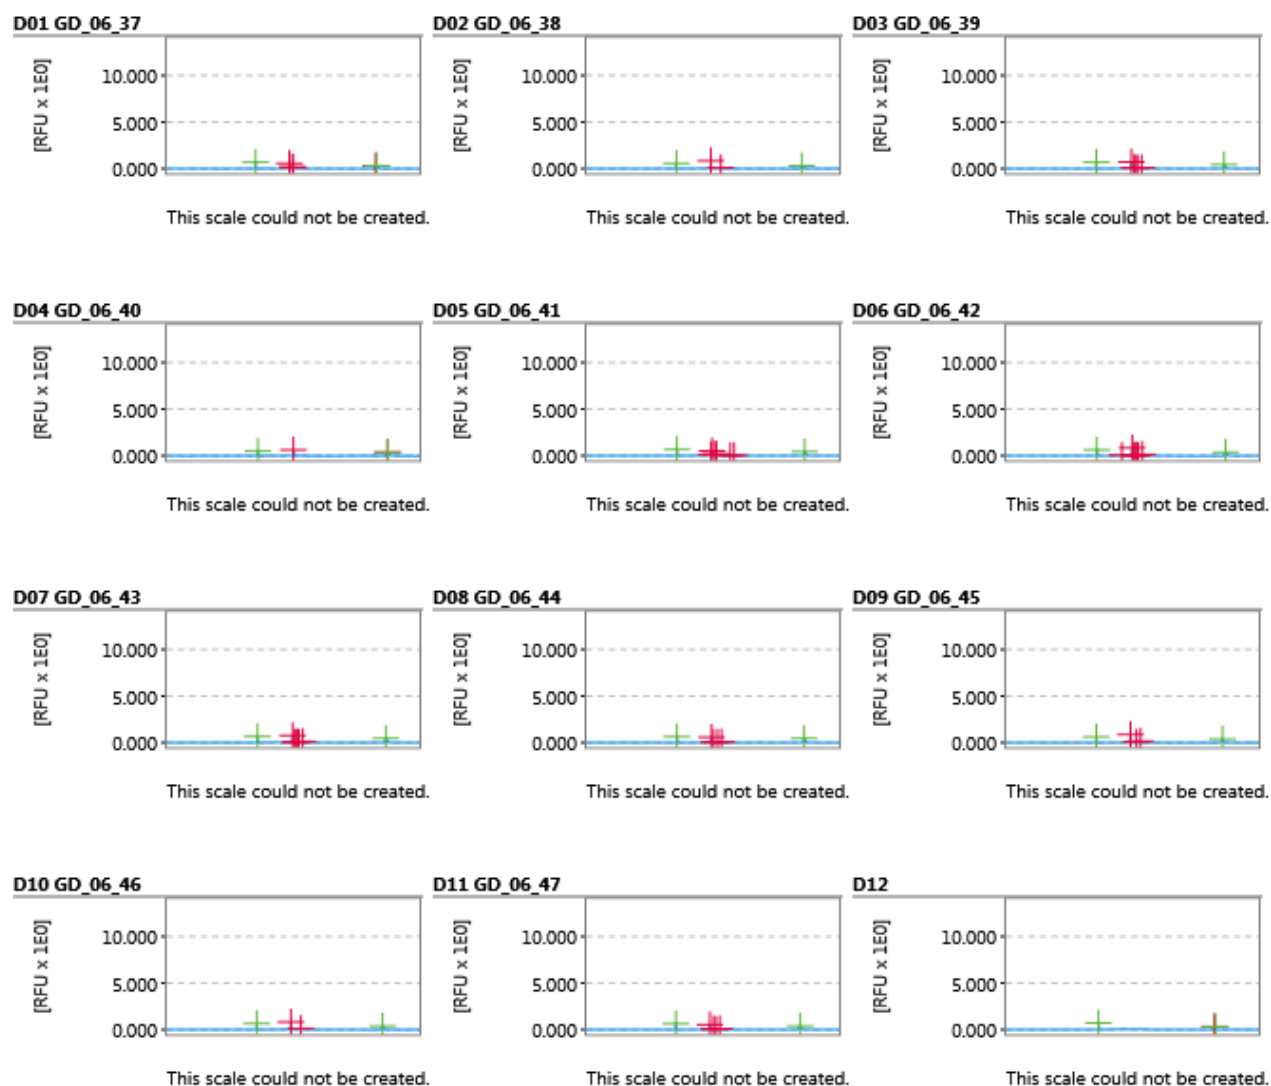 D01 GD_06_37 D02 GD_06_38 D03 GD_06_39
[RFU x 1E0] 10.000 5.000 0.000 [RFU x 1E0] 10.000 5.000 0.000 [RFU x 1E0] 10.000 5.000 0.000
This scale could not be created. This scale could not be created. This scale could not be created.
D04 GD_06_40 D05 GD_06_41 D06 GD_06_42
[RFU x 1E0] 10.000 5.000 0.000 [RFU x 1E0] 10.000 5.000 0.000 [RFU x 1E0] 10.000 5.000 0.000
This scale could not be created. This scale could not be created. This scale could not be created.
D07 GD_06_43 D08 GD_06_44 D09 GD_06_45
[RFU x 1E0] 10.000 5.000 0.000 [RFU x 1E0] 10.000 5.000 0.000 [RFU x 1E0] 10.000 5.000 0.000
This scale could not be created. This scale could not be created. This scale could not be created.
D10 GD_06_46 D11 GD_06_47 D12
[RFU x 1E0] 10.000 5.000 0.000 [RFU x 1E0] 10.000 5.000 0.000 [RFU x 1E0] 10.000 5.000 0.000
This scale could not be created. This scale could not be created. This scale could not be created.